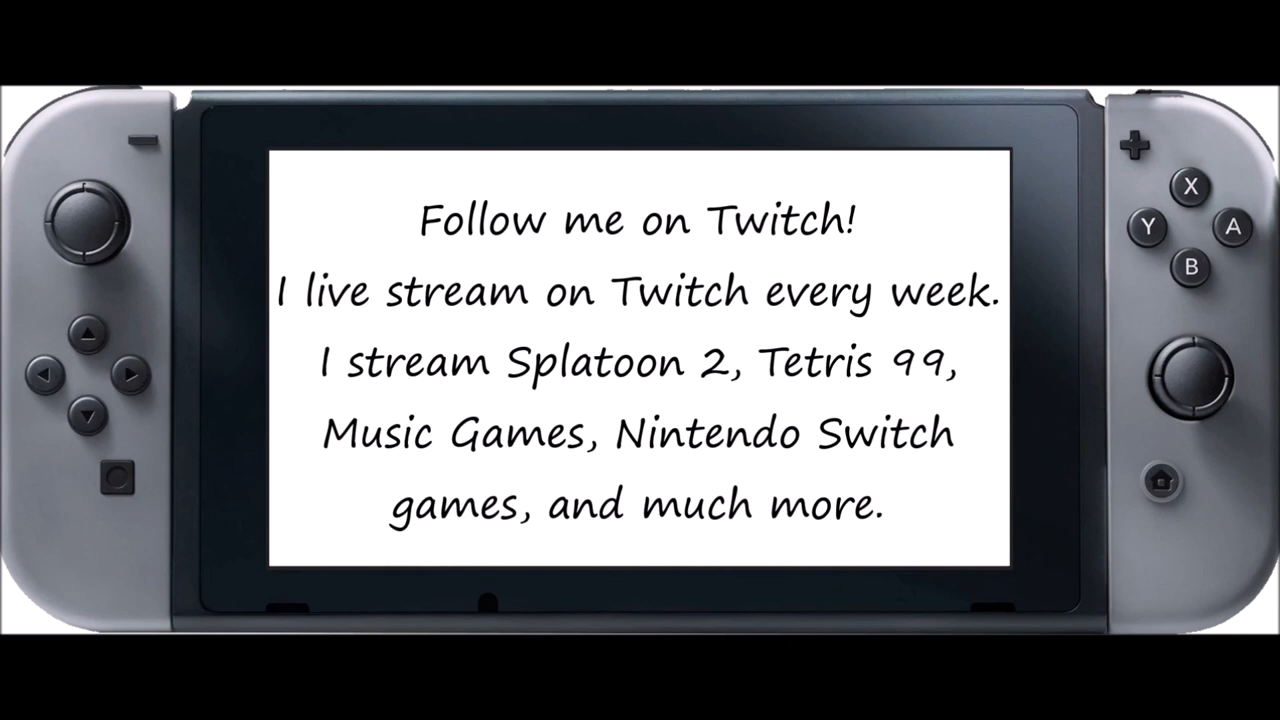 Follow me on Twitch!
I live stream on Twitch every week.
I stream Splatoon 2, Tetris 99,
Music Games, Nintendo Switch
games, and much more.
X
Y A
B